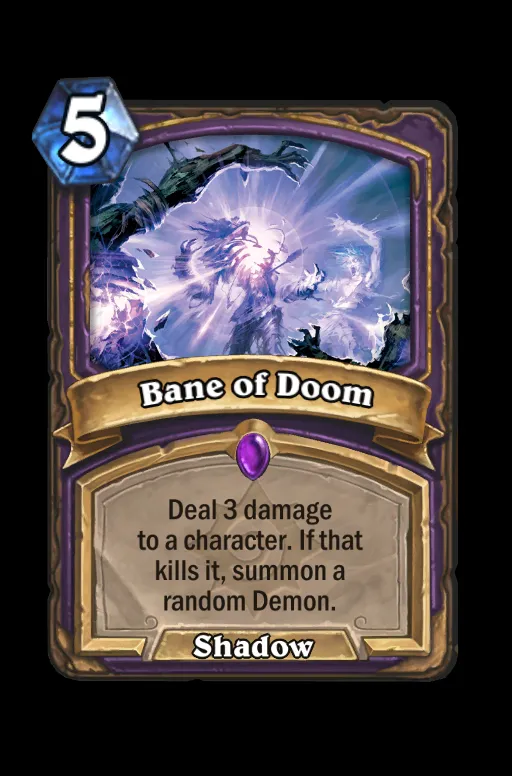 5
Bane of Doom
Deal 3 damage
to a character. If that
kills it, summon a
random Demon.
Shadow